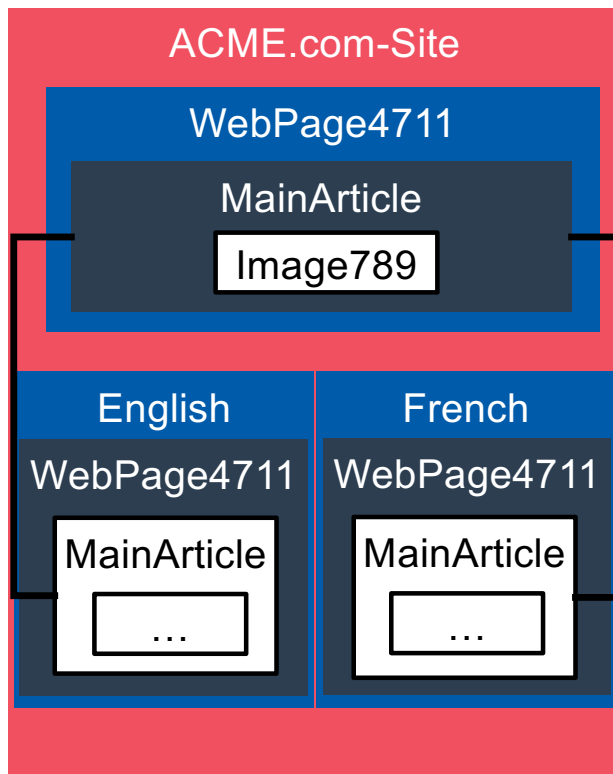 ACME.com-Site
WebPage4711
MainArticle
Image789
English
French
WebPage4711
WebPage4711
MainArticle
MainArticle
...
...